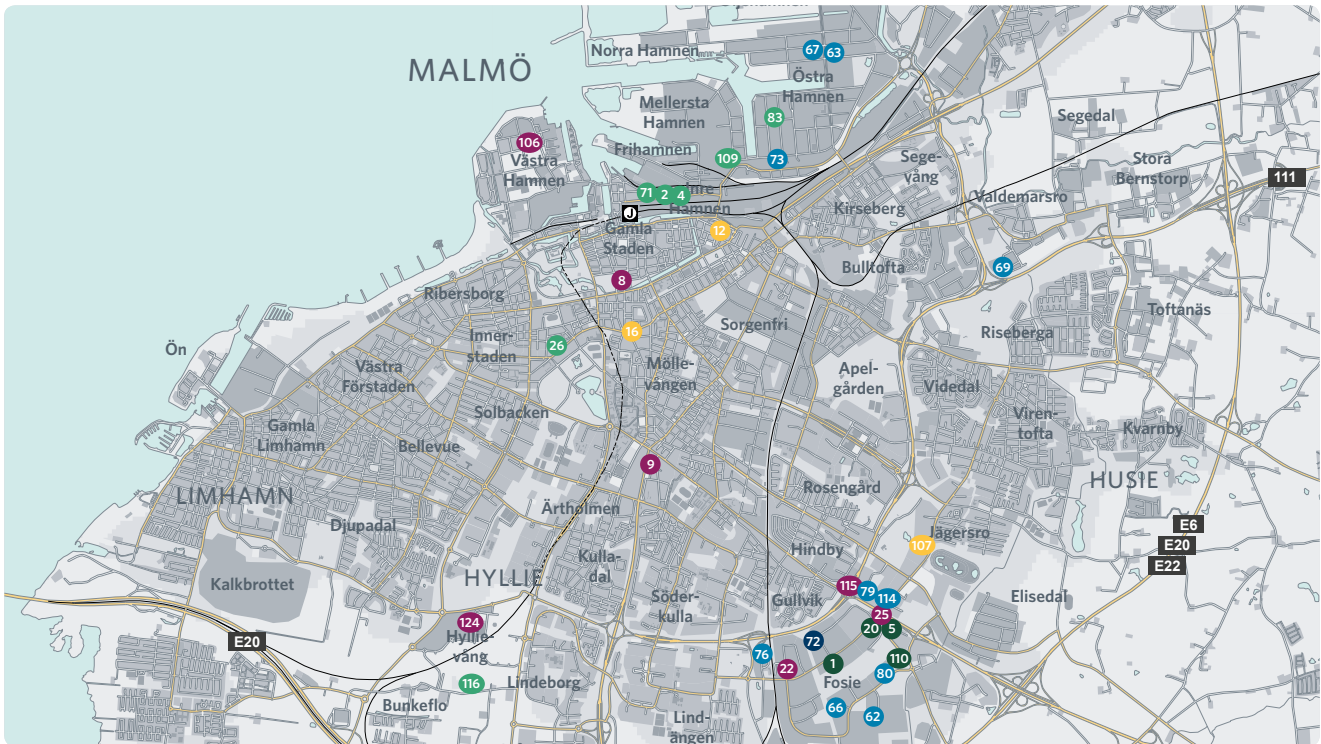 Norra Hamnen
67
63
MALMÖ
Östra
Hamnen
Mellersta
Hamnen
83
Segedal
106
Västra
Hamnen
Frihamnen
109
73
Sege-
vång
Stora
Bernstorp
111
71
2
4
Inre
Hamnen
Kirseberg
Valdemarsro
J
Gamla
Staden
12
Bulltofta
69
8
Ribersborg
Toftanäs
16
Sorgenfri
Riseberga
Inner-
staden
26
Ön
Västra
Förstaden
Mölle-
vången
Apel-
gården
Videdal
Solbacken
Viren-
tofta
Kvarnby
Gamla
Limhamn
Bellevue
9
HUSIE
LIMHAMN
Rosengård
Ärtholmen
Djupadal
E6
E20
E22
Jägersro
107
Hindby
Kulla-
dal
HYLLIE
Kalkbrottet
115
79
114
Elisedal
Söder-
kulla
Gullvik
25
20
5
124
Hyllie-
vång
E20
72
76
22
1
110
80
116
Lindeborg
Fosie
Bunkeflo
66
62
Lind-
ängen